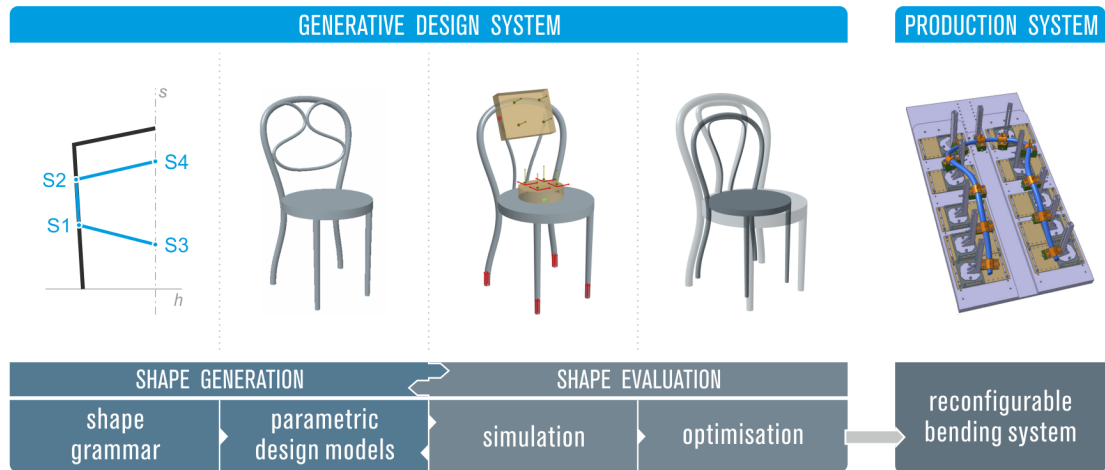 GENERATIVE DESIGN SYSTEM
PRODUCTION SYSTEM
s
S4
S2
S1
S3
h
SHAPE GENERATION
SHAPE EVALUATION
shape
grammar
parametric
design models
simulation
optimisation
reconfigurable
bending system